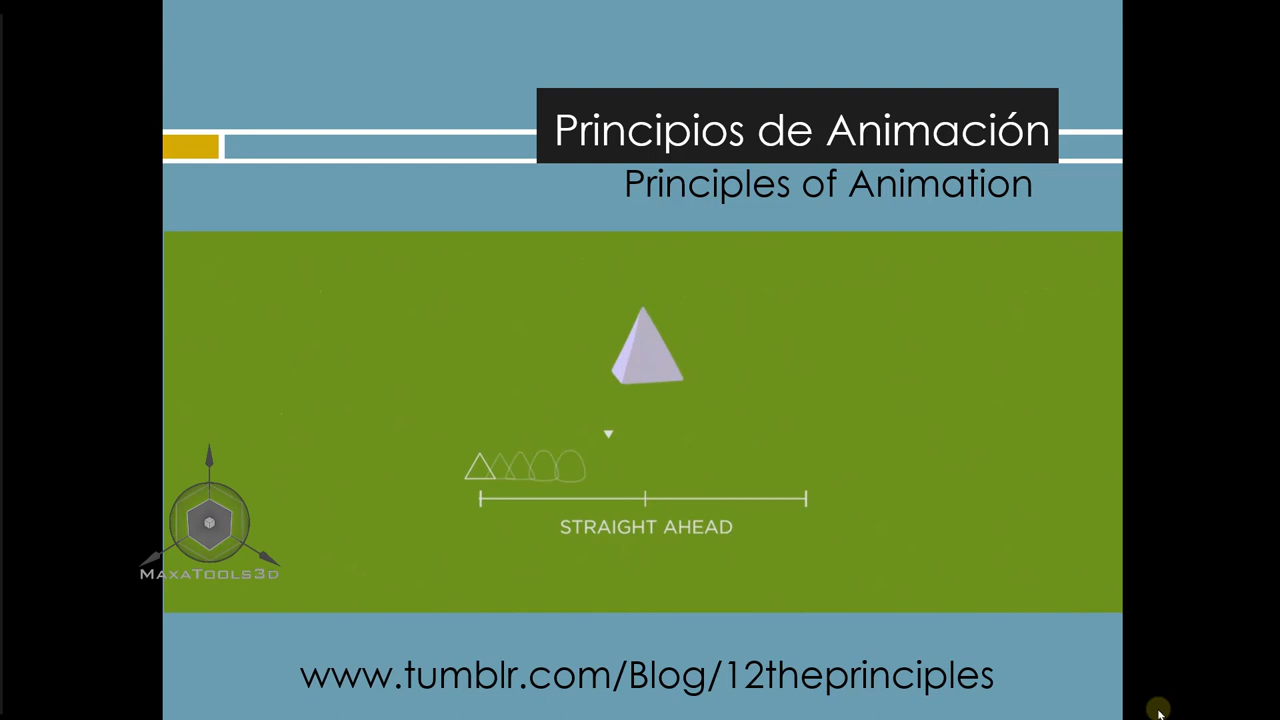 Principios de Animación
Principles of Animation
STRAIGHT AHEAD
MAXATOOLS3D
www.tumblr.com/Blog/12theprinciples